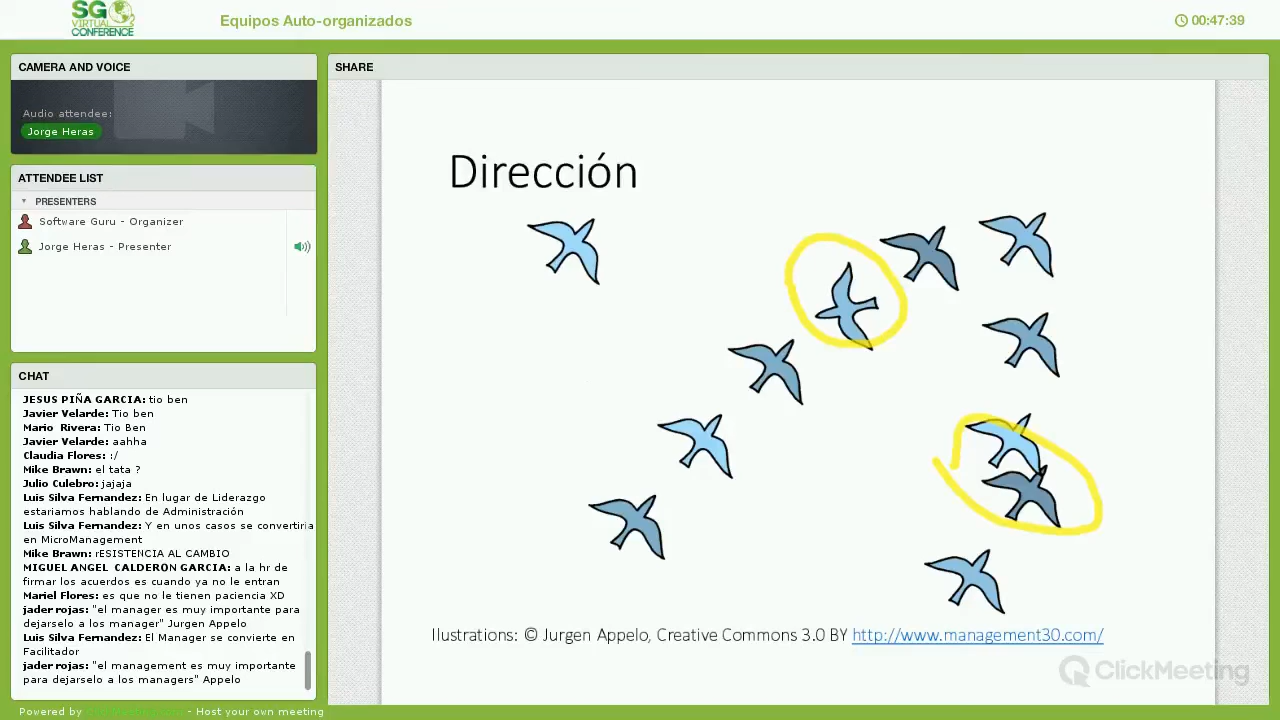 SG
VIRTUAL
CONFERENCE
Equipos Auto-organizados
00:47:39
CAMERA AND VOICE
Audio attendee:
Jorge Heras
ATTENDEE LIST
PRESENTERS
Software Guru - Organizer
Jorge Heras - Presenter
CHAT
JESUS PIÑA GARCIA: tio ben
Javier Velarde: Tio ben
Mario Rivera: Tio Ben
Javier Velarde: aahha
Claudia Flores: :/
Mike Brawn: el tata ?
Julio Culebro: jajaja
Luis Silva Fernandez: En lugar de Liderazgo
estariamos hablando de Administración
Luis Silva Fernandez: Y en unos casos se convertiria
en MicroManagement
Mike Brawn: rESISTENCIA AL CAMBIO
MIGUEL ANGEL CALDERON GARCIA: a la hr de
firmar los acuerdos es cuando ya no le entran
Mariel Flores: es que no le tienen paciencia XD
jader rojas: "el manager es muy importante para
dejarselo a los manager" Jurgen Appelo
Luis Silva Fernandez: El Manager se convierte en
Facilitador
jader rojas: "el management es muy importante
para dejarselo a los managers" Appelo
Powered by - Host your own meeting
SHARE
Dirección
Ilustrations: © Jurgen Appelo, Creative Commons 3.0 BY http://www.management30.com/
ClickMeeting